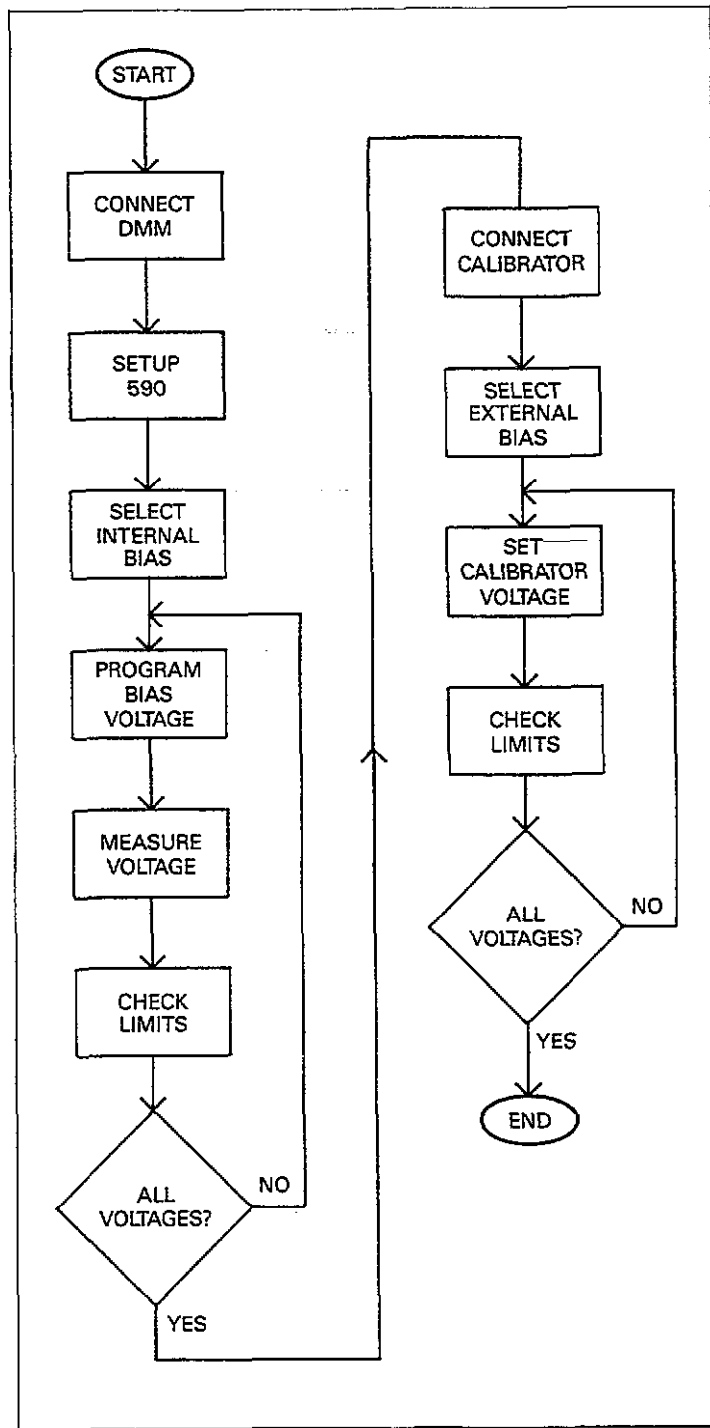 START
CONNECT
DMM
SETUP
590
SELECT
INTERNAL
BIAS
PROGRAM
BIAS
VOLTAGE
MEASURE
VOLTAGE
CHECK
LIMITS
ALL
VOLTAGES?
NO
YES
CONNECT
CALIBRATOR
SELECT
EXTERNAL
BIAS
SET
CALIBRATOR
VOLTAGE
CHECK
LIMITS
ALL
VOLTAGES?
NO
YES
END